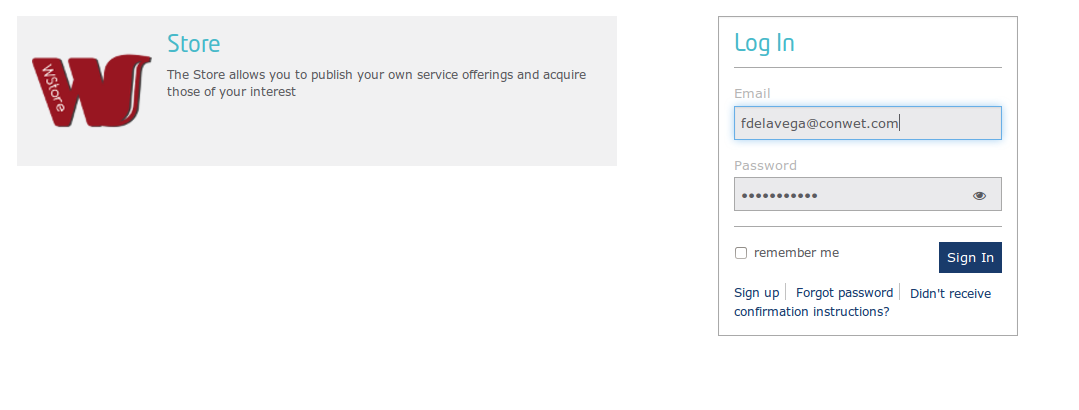 WStore
Store
The Store allows you to publish your own service offerings and acquire
those of your interest
Log In
Email
fdelavega@conwet.com
Password
•••••••••••
remember me
Sign In
Sign up Forgot password Didn't receive
confirmation instructions?